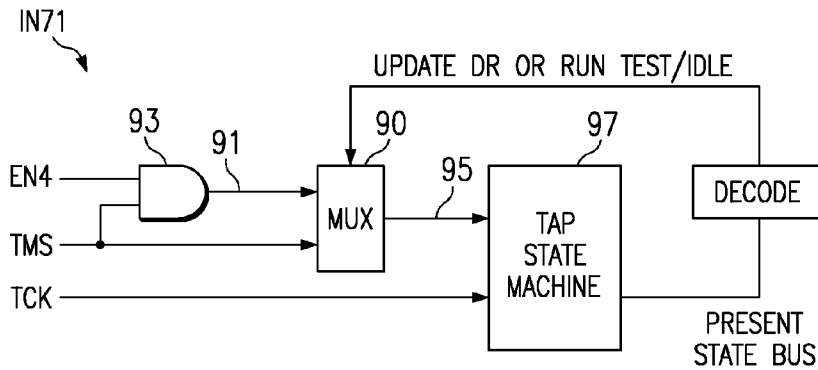 IN71
UPDATE DR OR RUN TEST/IDLE
93
91
90
97
95
EN4
TMS
TCK
MUX
TAP
STATE
MACHINE
DECODE
PRESENT
STATE BUS